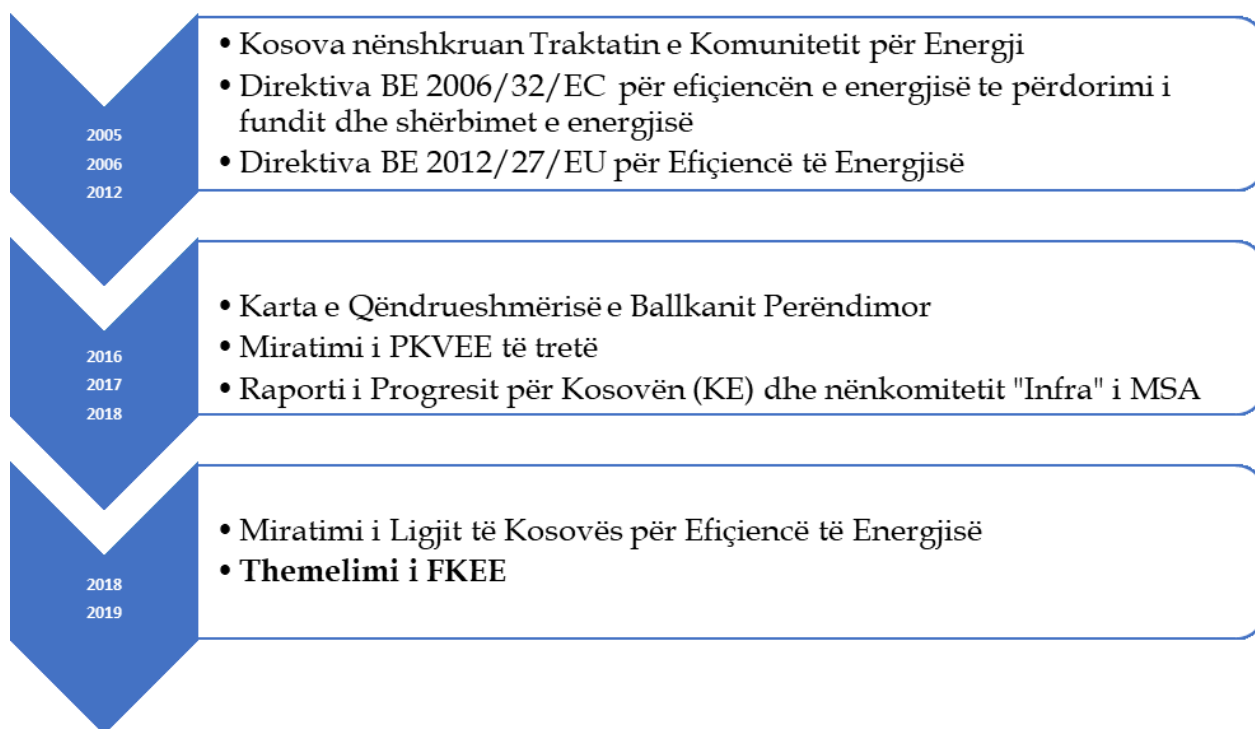 2005
2006
2012
• Kosova nënshkruan Traktatin e Komunitetit për Energji
• Direktiva BE 2006/32/EC për efiçiencën e energjisë te përdorimi i
fundit dhe shërbimet e energjisë
• Direktiva BE 2012/27/EU për Efiçiencë të Energjisë
2016
2017
2018
• Karta e Qëndrueshmërisë e Ballkanit Perëndimor
• Miratimi i PKVEE të tretë
• Raporti i Progresit për Kosovën (KE) dhe nënkomitetit "Infra" i MSA
2018
2019
• Miratimi i Ligjit të Kosovës për Efiçiencë të Energjisë
• Themelimi i FKEE